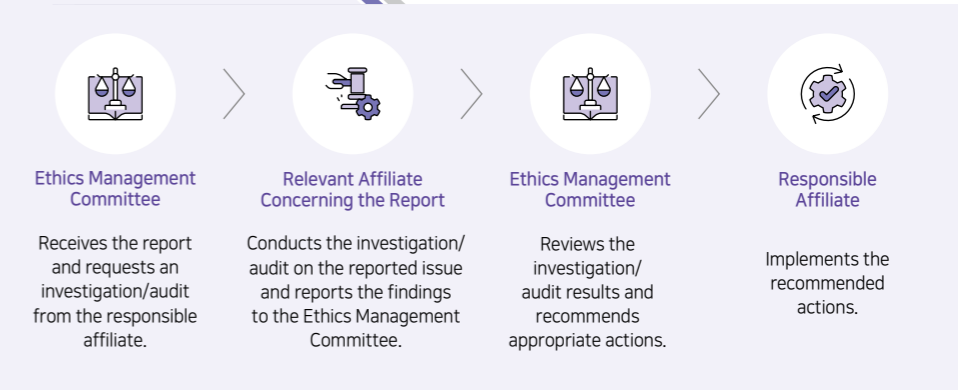 Ethics Management
Committee
Receives the report
and requests an
investigation/audit
from the responsible
affiliate.
Relevant Affiliate
Concerning the Report
Conducts the investigation/
audit on the reported issue
and reports the findings
to the Ethics Management
Committee.
Ethics Management
Committee
Reviews the
investigation/
audit results and
recommends
appropriate actions.
Responsible
Affiliate
Implements the
recommended
actions.